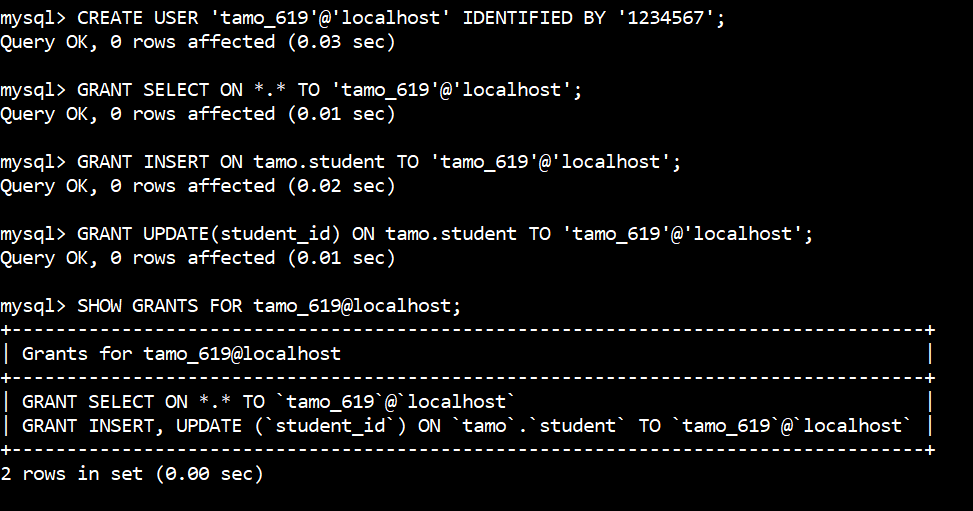 mysql> CREATE USER 'tamo_619'@'localhost' IDENTIFIED BY '1234567';
Query OK, 0 rows affected (0.03 sec)
mysql> GRANT SELECT ON *.* TO 'tamo_619'@'localhost';
Query OK, 0 rows affected (0.01 sec)
mysql> GRANT INSERT ON tamo.student TO 'tamo_619'@'localhost';
Query OK, 0 rows affected (0.02 sec)
mysql> GRANT UPDATE(student_id) ON tamo.student TO 'tamo_619'@'localhost';
Query OK, 0 rows affected (0.01 sec)
mysql> SHOW GRANTS FOR tamo_619@localhost;
+-----------------------------------------------------------------------------------+
| Grants for tamo_619@localhost                                                     |
+-----------------------------------------------------------------------------------+
| GRANT SELECT ON *.* TO `tamo_619`@`localhost`                                     |
| GRANT INSERT, UPDATE (`student_id`) ON `tamo`.`student` TO `tamo_619`@`localhost` |
+-----------------------------------------------------------------------------------+
2 rows in set (0.00 sec)